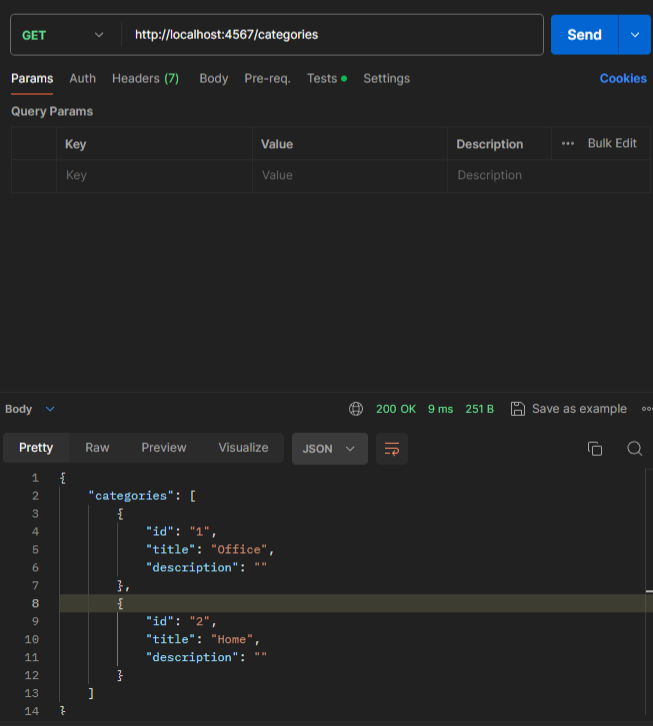 GET http://localhost:4567/categories Send
Params Auth Headers (7) Body Pre-req. Tests Settings Cookies
Query Params
Key Value Description ••• Bulk Edit
Key Value Description
Body 200 OK 9 ms 251 B Save as example •••
Pretty Raw Preview Visualize JSON
1 {
2 "categories": [
3 {
4 "id": "1",
5 "title": "Office",
6 "description": ""
7 },
8 {
9 "id": "2",
10 "title": "Home",
11 "description": ""
12 }
13 ]
14 }